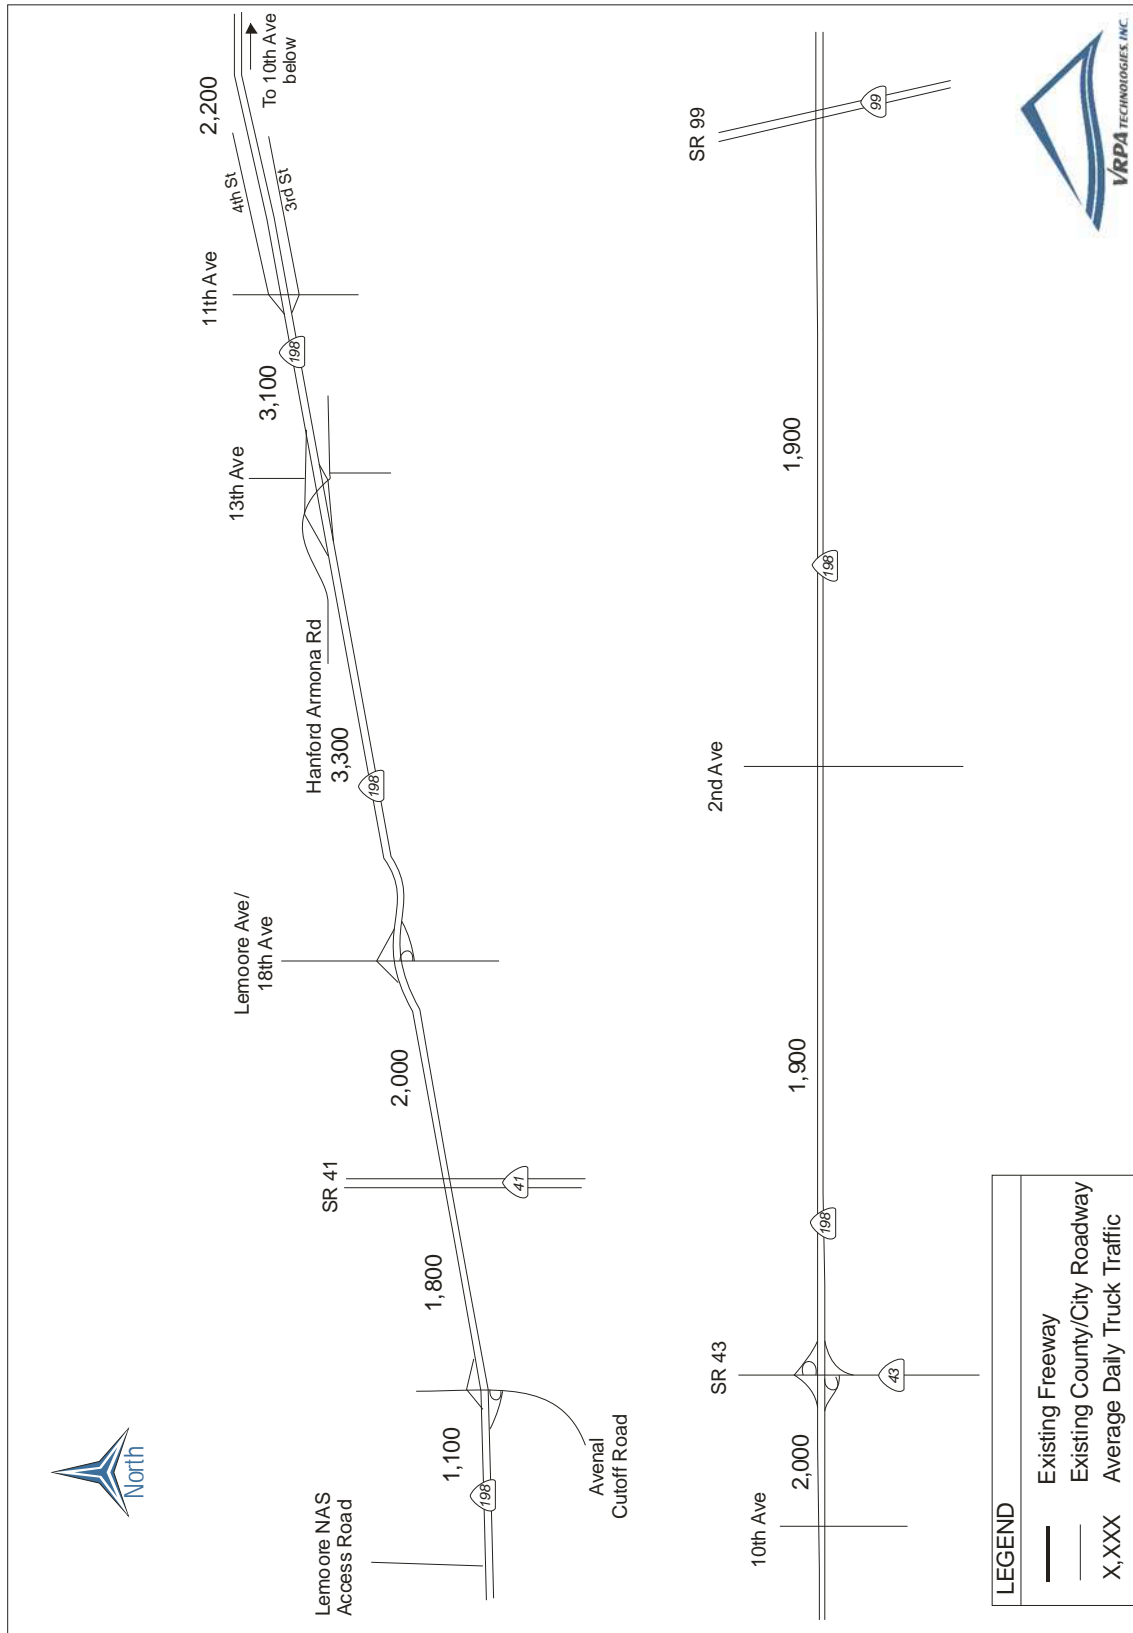 North
Lemoore NAS
Access Road
1,100
198
Avenal
Cutoff Road
1,800
SR 41
41
2,000
Lemoore Ave/
18th Ave
198
3,300
Hanford Armona Rd
13th Ave
3,100
198
11th Ave
4th St
3rd St
2,200
To 10th Ave
below
10th Ave
2,000
SR 43
43
198
1,900
2nd Ave
198
1,900
SR 99
99
LEGEND
Existing Freeway
Existing County/City Roadway
X,XXX Average Daily Truck Traffic
VRPA TECHNOLOGIES, INC.